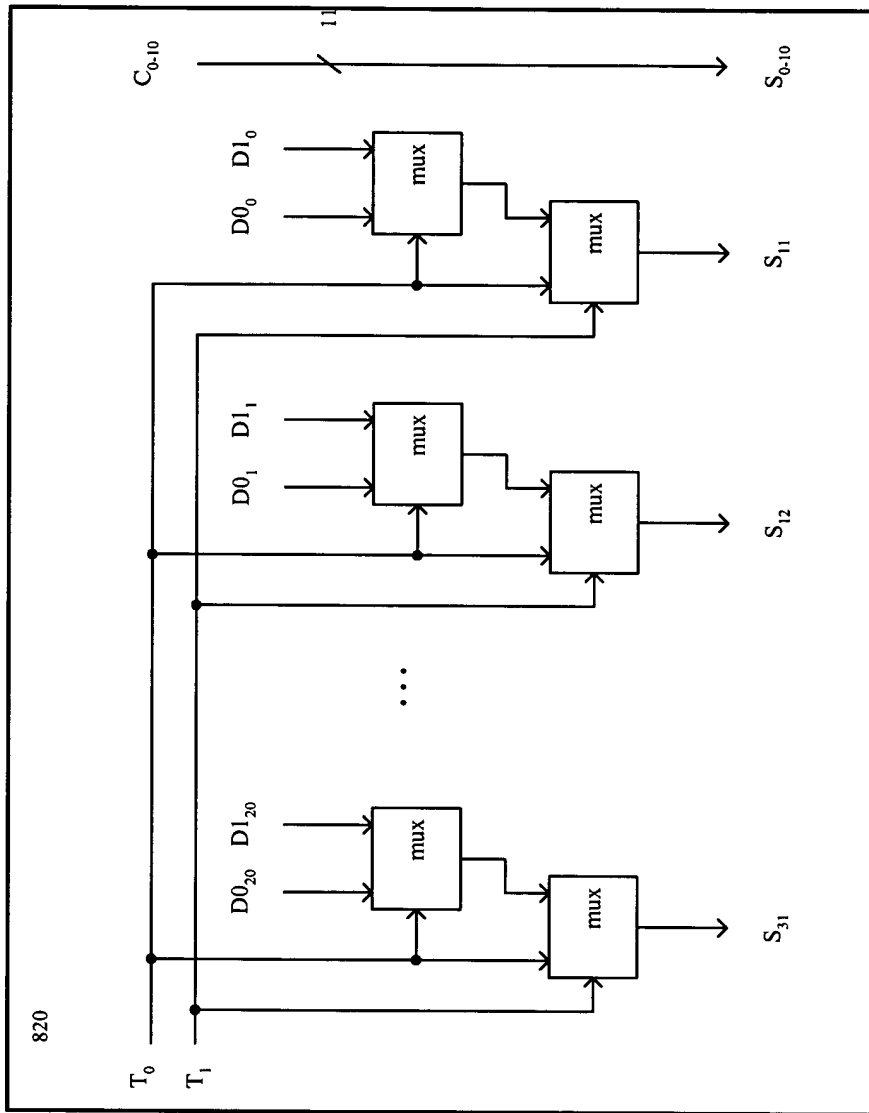 820
T₀
T₁
D0₂₀ D1₂₀ D0₁ D1₁ D0₀ D1₀ C₀₋₁₀
11
mux mux mux
...
mux mux mux
S₃₁ S₁₂ S₁₁ S₀₋₁₀